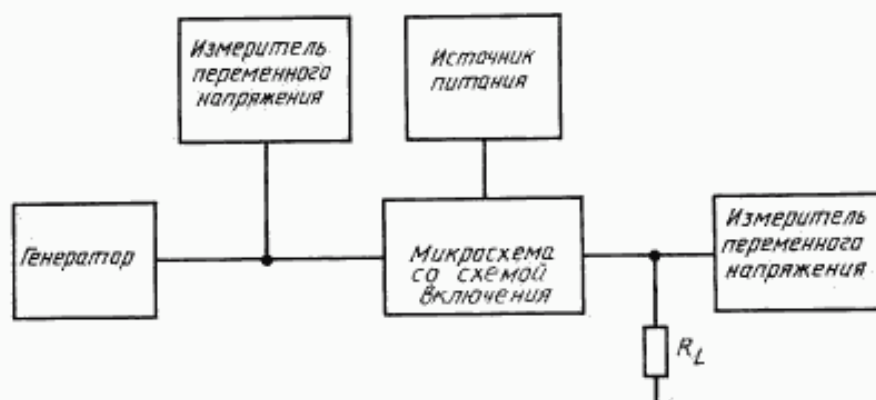 Измеритель
переменного
напряжения
Источник
питания
Генератор
Микросхема
со схемой
включения
Измеритель
переменного
напряжения
R_L